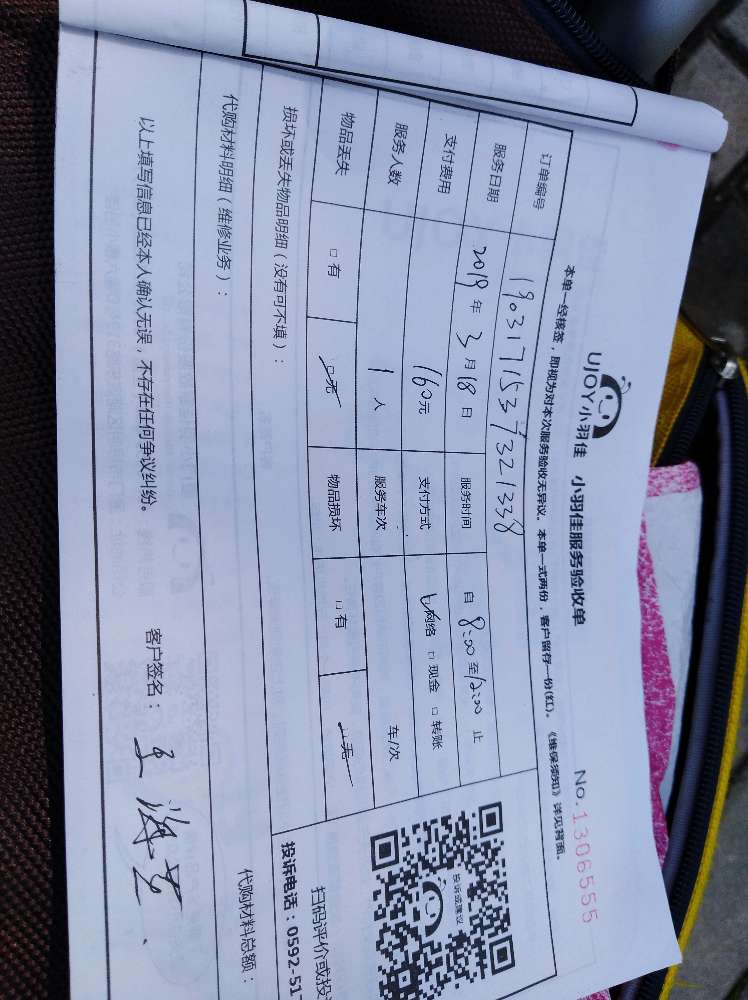 UJOY小羽佳 小羽佳服务验收单 No.1306555
本单一经核签，即视为对本次服务验收无异议。本单一式两份，客户留存一份(红)。《维保须知》详见背面。
订单编号 1903171537321338
服务日期 2019年3月18日 服务时间 自8:00至12:00止
支付费用 160元 支付方式 网络 □现金 □转账
服务人数 1人 服务车次 车/次
物品丢失 □有 □无 物品损坏 □有 □无
投诉或建议
扫码评价或投
投诉电话：0592-51
损坏或丢失物品明细（没有可不填）：
代购材料明细（维修业务）： 代购材料总额：
以上填写信息已经本人确认无误，不存在任何争议纠纷。 客户签名：王